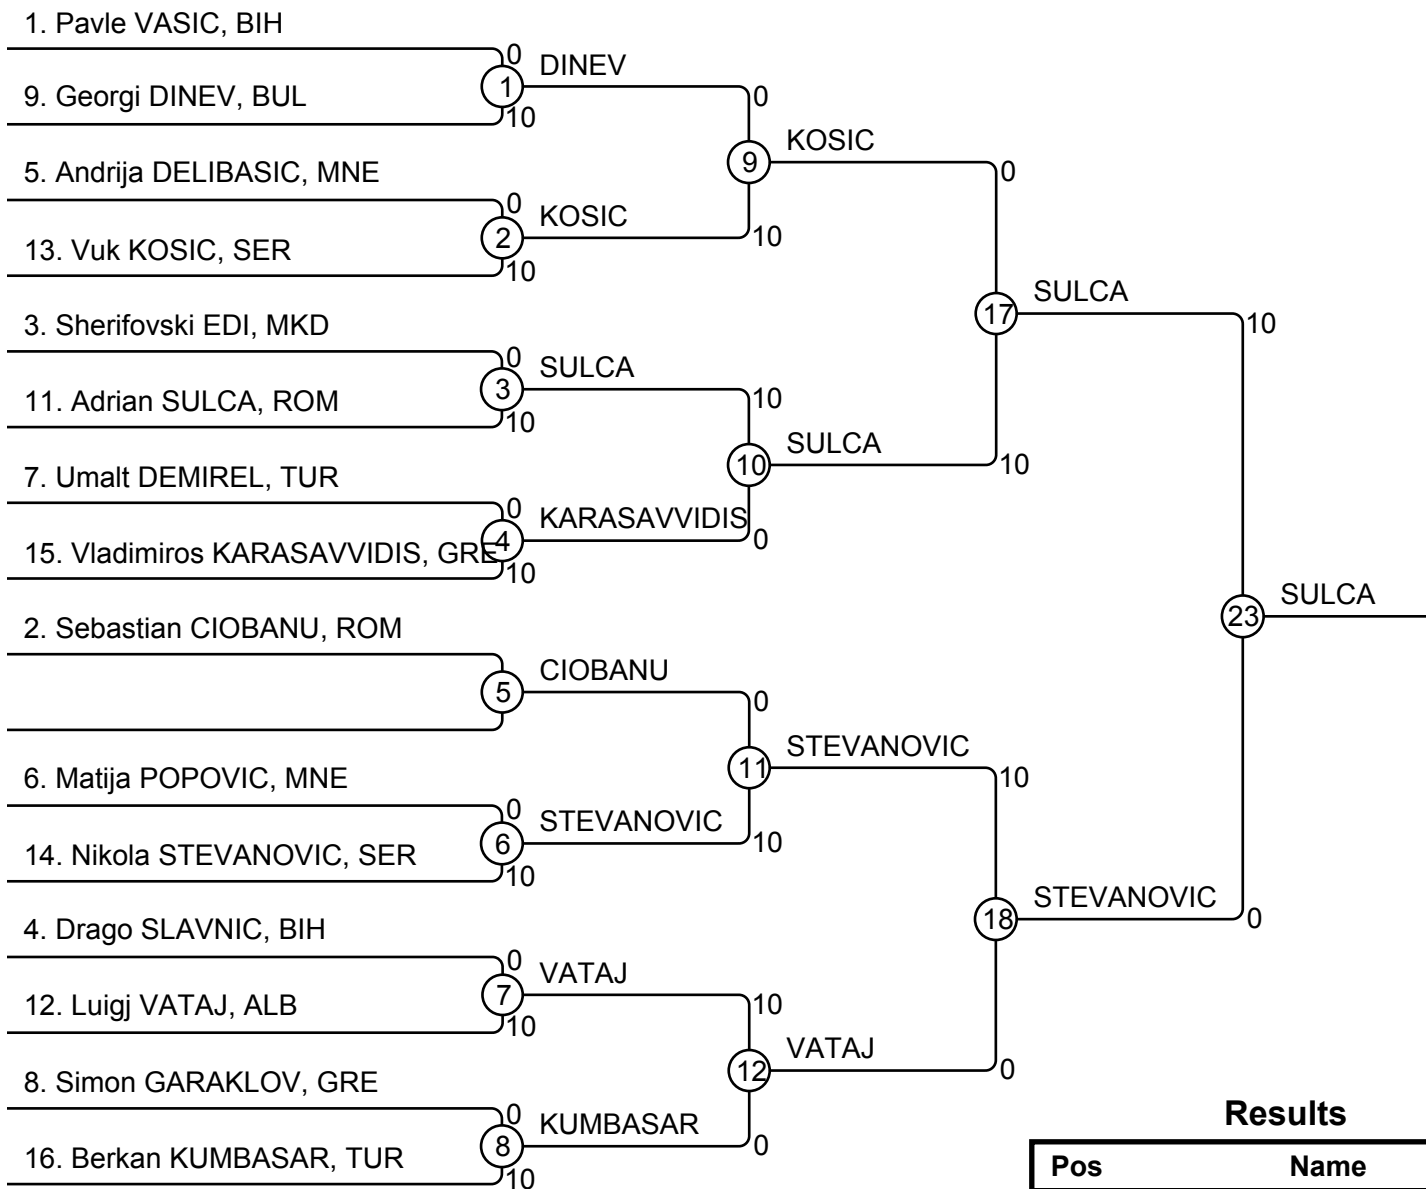 1. Pavle VASIC, BIH
0
DINEV
1
9. Georgi DINEV, BUL
10
0
KOSIC
9
5. Andrija DELIBASIC, MNE
0
0
KOSIC
2
10
13. Vuk KOSIC, SER
10
SULCA
17
3. Sherifovski EDI, MKD
10
0
SULCA
3
11. Adrian SULCA, ROM
10
10
SULCA
10
10
7. Umalt DEMIREL, TUR
0
KARASAVVIDIS
4
0
15. Vladimiros KARASAVVIDIS, GRE
10
SULCA
23
2. Sebastian CIOBANU, ROM
CIOBANU
5
0
STEVANOVIC
11
6. Matija POPOVIC, MNE
10
0
STEVANOVIC
6
10
14. Nikola STEVANOVIC, SER
10
STEVANOVIC
18
0
4. Drago SLAVNIC, BIH
0
VATAJ
7
10
12. Luigj VATAJ, ALB
10
VATAJ
12
0
8. Simon GARAKLOV, GRE
0
KUMBASAR
8
0
16. Berkan KUMBASAR, TUR
10
Results
Pos Name